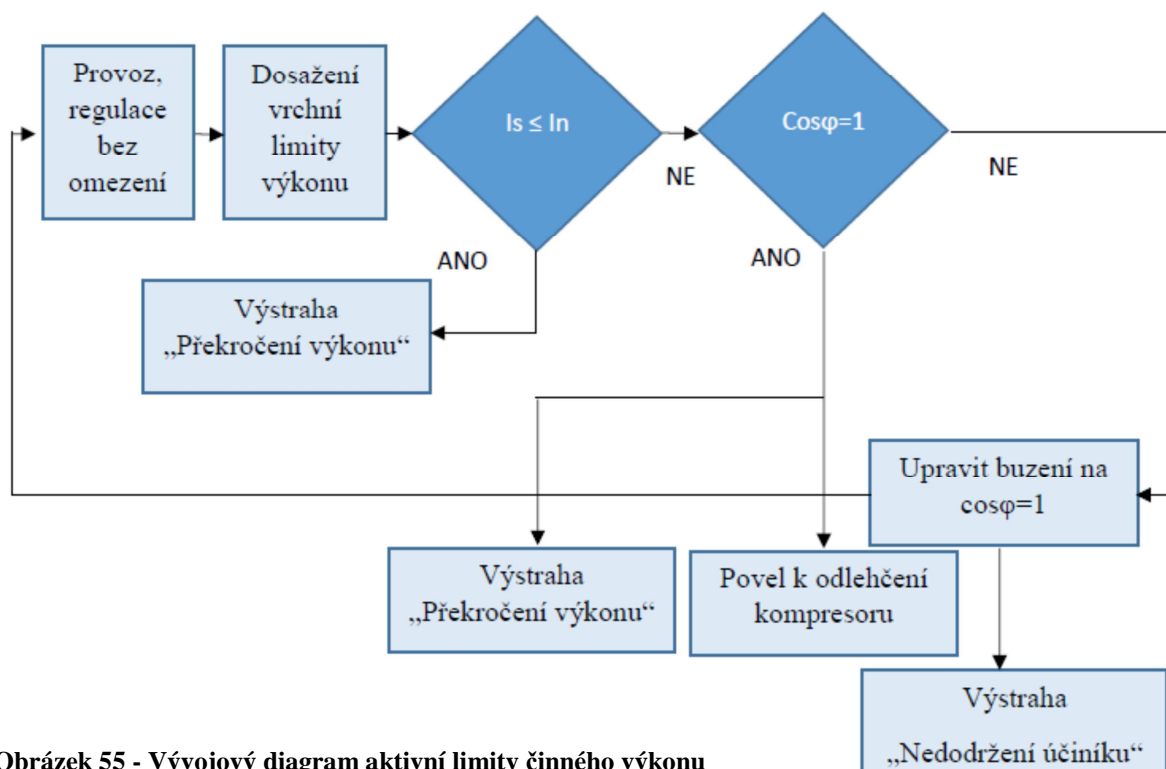 Provoz,
regulace
bez
omezení
Dosažení
vrchní
limity
výkonu
Is ≤ In
NE
Cosφ=1
NE
ANO
ANO
Výstraha
„Překročení výkonu“
Upravit buzení na
cosφ=1
Výstraha
„Překročení výkonu“
Povel k odlehčení
kompresoru
Výstraha
„Nedodržení účiníku“
Obrázek 55 - Vývojový diagram aktivní limity činného výkonu